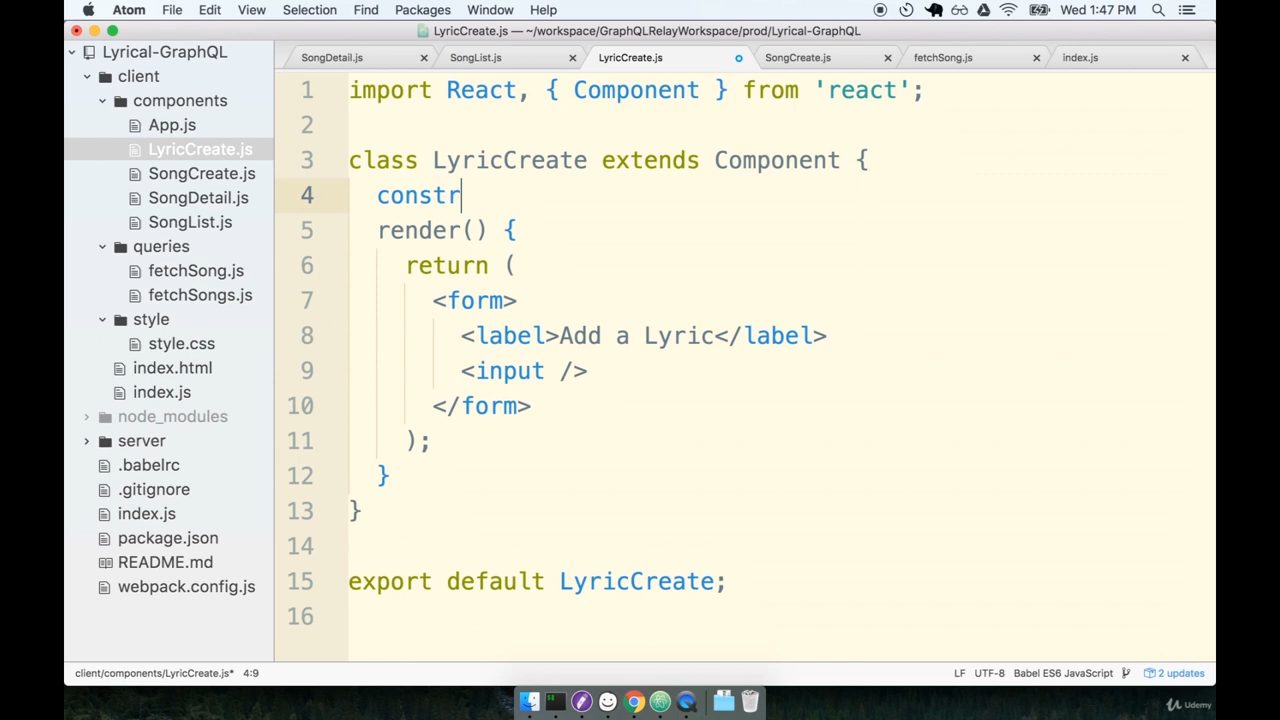 Atom File Edit View Selection Find Packages Window Help Wed 1:47 PM
LyricCreate.js — ~/workspace/GraphQLRelayWorkspace/prod/Lyrical-GraphQL
Lyrical-GraphQL
client
components
App.js
LyricCreate.js
SongCreate.js
SongDetail.js
SongList.js
queries
fetchSong.js
fetchSongs.js
style
style.css
index.html
index.js
node_modules
server
.babelrc
.gitignore
index.js
package.json
README.md
webpack.config.js
SongDetail.js SongList.js LyricCreate.js SongCreate.js fetchSong.js index.js
1 import React, { Component } from 'react';
2
3 class LyricCreate extends Component {
4 constr
5 render() {
6 return (
7 <form>
8 <label>Add a Lyric</label>
9 <input />
10 </form>
11 );
12 }
13 }
14
15 export default LyricCreate;
16
client/components/LyricCreate.js* 4:9 LF UTF-8 Babel ES6 JavaScript 2 updates
Udemy